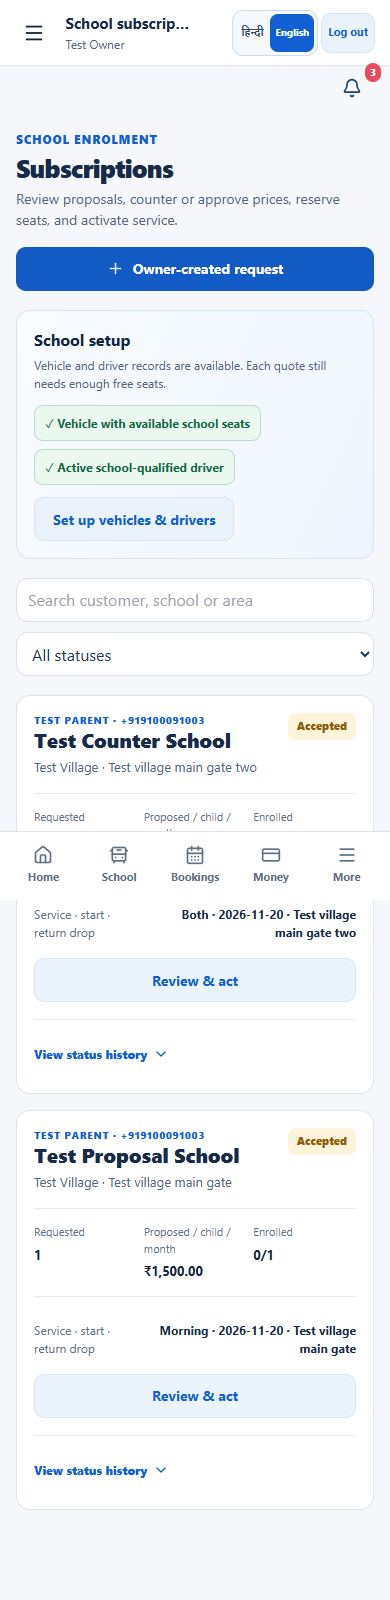 School subscrip...
Test Owner
हिन्दी
English
Log out
3
SCHOOL ENROLMENT
Subscriptions
Review proposals, counter or approve prices, reserve
seats, and activate service.
+ Owner-created request
School setup
Vehicle and driver records are available. Each quote still
needs enough free seats.
✓ Vehicle with available school seats
✓ Active school-qualified driver
Set up vehicles & drivers
Search customer, school or area
All statuses
TEST PARENT · +919100091003
Accepted
Test Counter School
Test Village · Test village main gate two
Requested
Proposed / child /
Enrolled
Home
School
Bookings
Money
More
Service · start ·
return drop
Both · 2026-11-20 · Test village
main gate two
Review & act
View status history
TEST PARENT · +919100091003
Accepted
Test Proposal School
Test Village · Test village main gate
Requested
Proposed / child /
month
Enrolled
1
₹1,500.00
0/1
Service · start ·
return drop
Morning · 2026-11-20 · Test village
main gate
Review & act
View status history